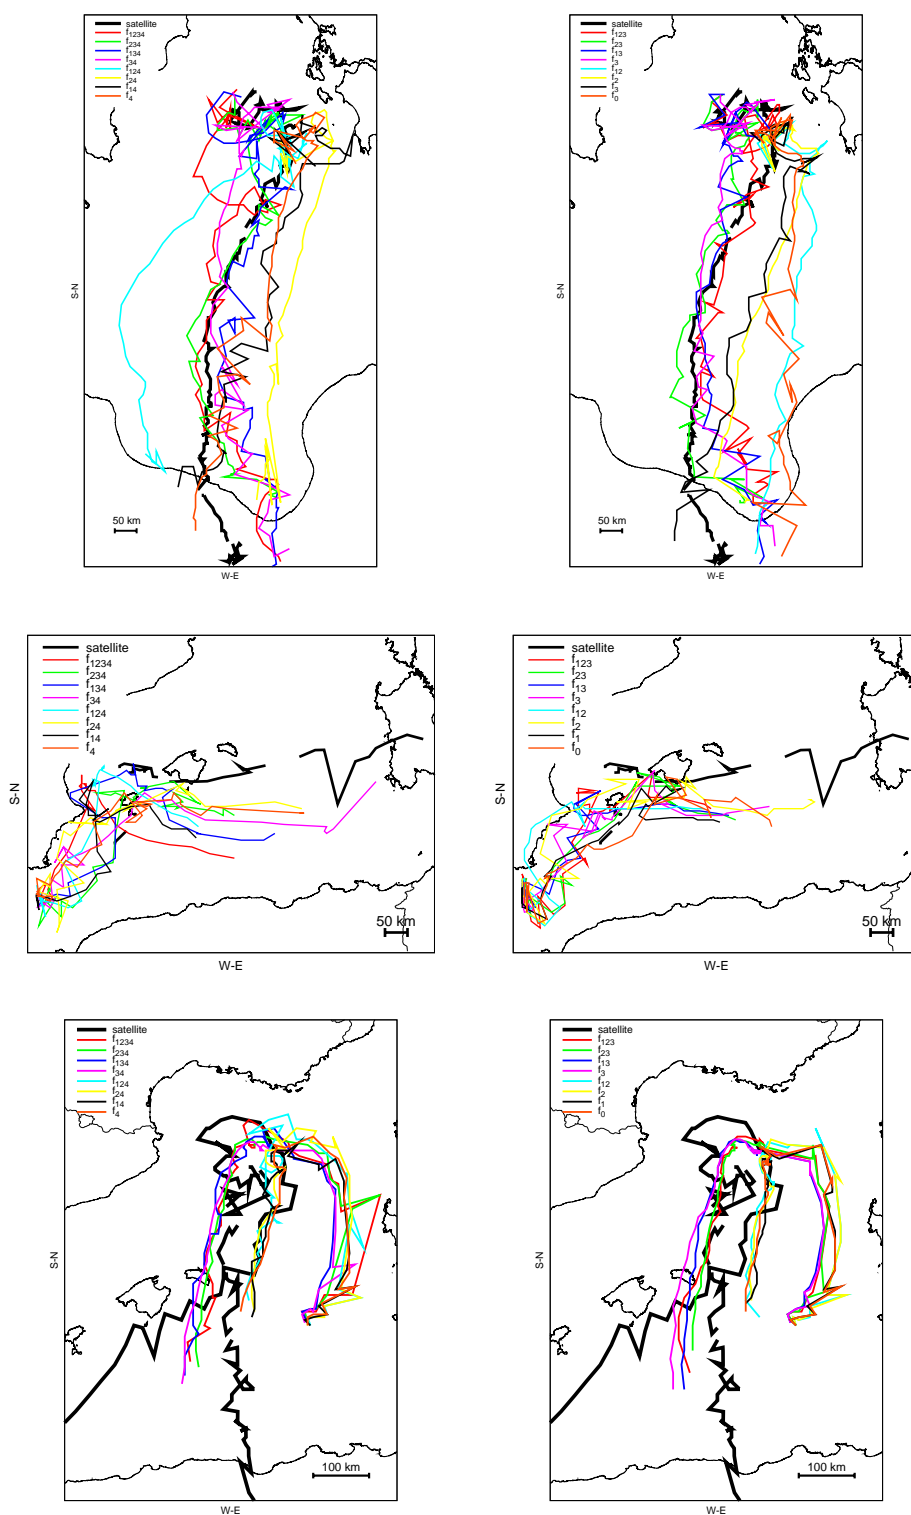 satellite
f1234
f234
f134
f34
f124
f24
f14
f4
S-N
50 km
W-E
satellite
f123
f23
f13
f3
f12
f2
f3
f0
S-N
50 km
W-E
satellite
f1234
f234
f134
f34
f124
f24
f14
f4
S-N
50 km
W-E
satellite
f123
f23
f13
f3
f12
f2
f1
f0
S-N
50 km
W-E
satellite
f1234
f234
f134
f34
f124
f24
f14
f4
S-N
100 km
W-E
satellite
f123
f23
f13
f3
f12
f2
f1
f0
S-N
100 km
W-E